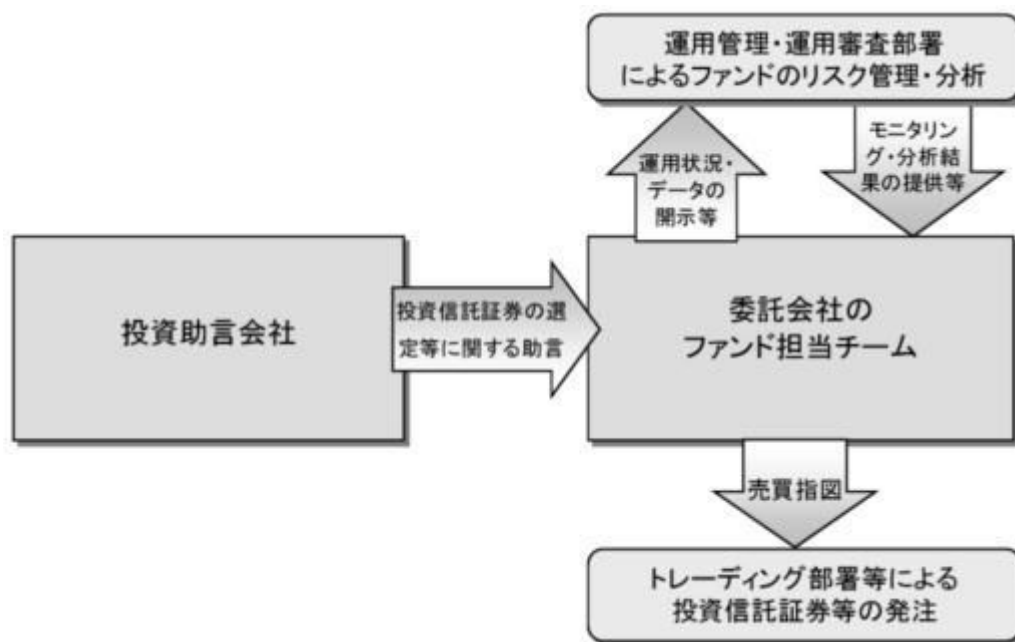 運用管理・運用審査部署
によるファンドのリスク管理・分析
運用状況・
データの
開示等
モニタリン
グ・分析結
果の提供等
投資助言会社
投資信託証券の選
定等に関する助言
委託会社の
ファンド担当チーム
売買指図
トレーディング部署等による
投資信託証券等の発注